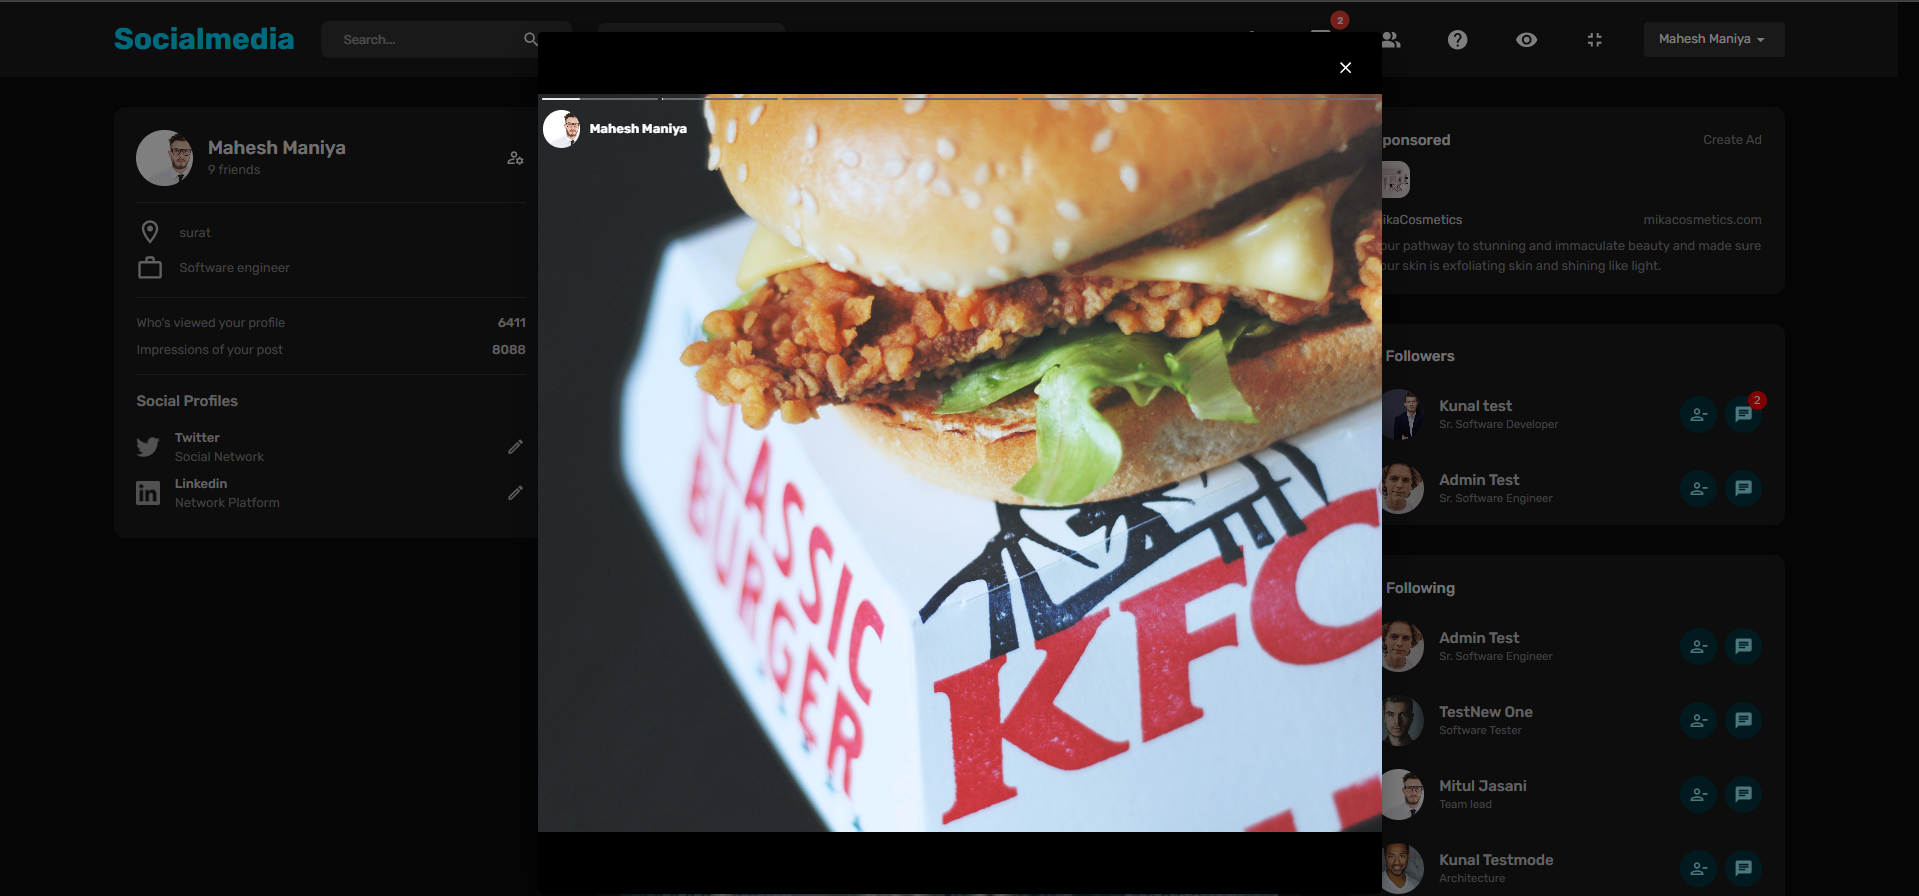 Socialmedia
Search...
2
Mahesh Maniya
Mahesh Maniya
9 friends
surat
Software engineer
Who's viewed your profile 6411
Impressions of your post 8088
Social Profiles
Twitter
Social Network
Linkedin
Network Platform
Mahesh Maniya
CLASSIC
BURGER
KFC
ponsored Create Ad
ikaCosmetics mikacosmetics.com
our pathway to stunning and immaculate beauty and made sure
our skin is exfoliating skin and shining like light.
Followers
Kunal test
Sr. Software Developer
2
Admin Test
Sr. Software Engineer
Following
Admin Test
Sr. Software Engineer
TestNew One
Software Tester
Mitul Jasani
Team lead
Kunal Testmode
Architecture